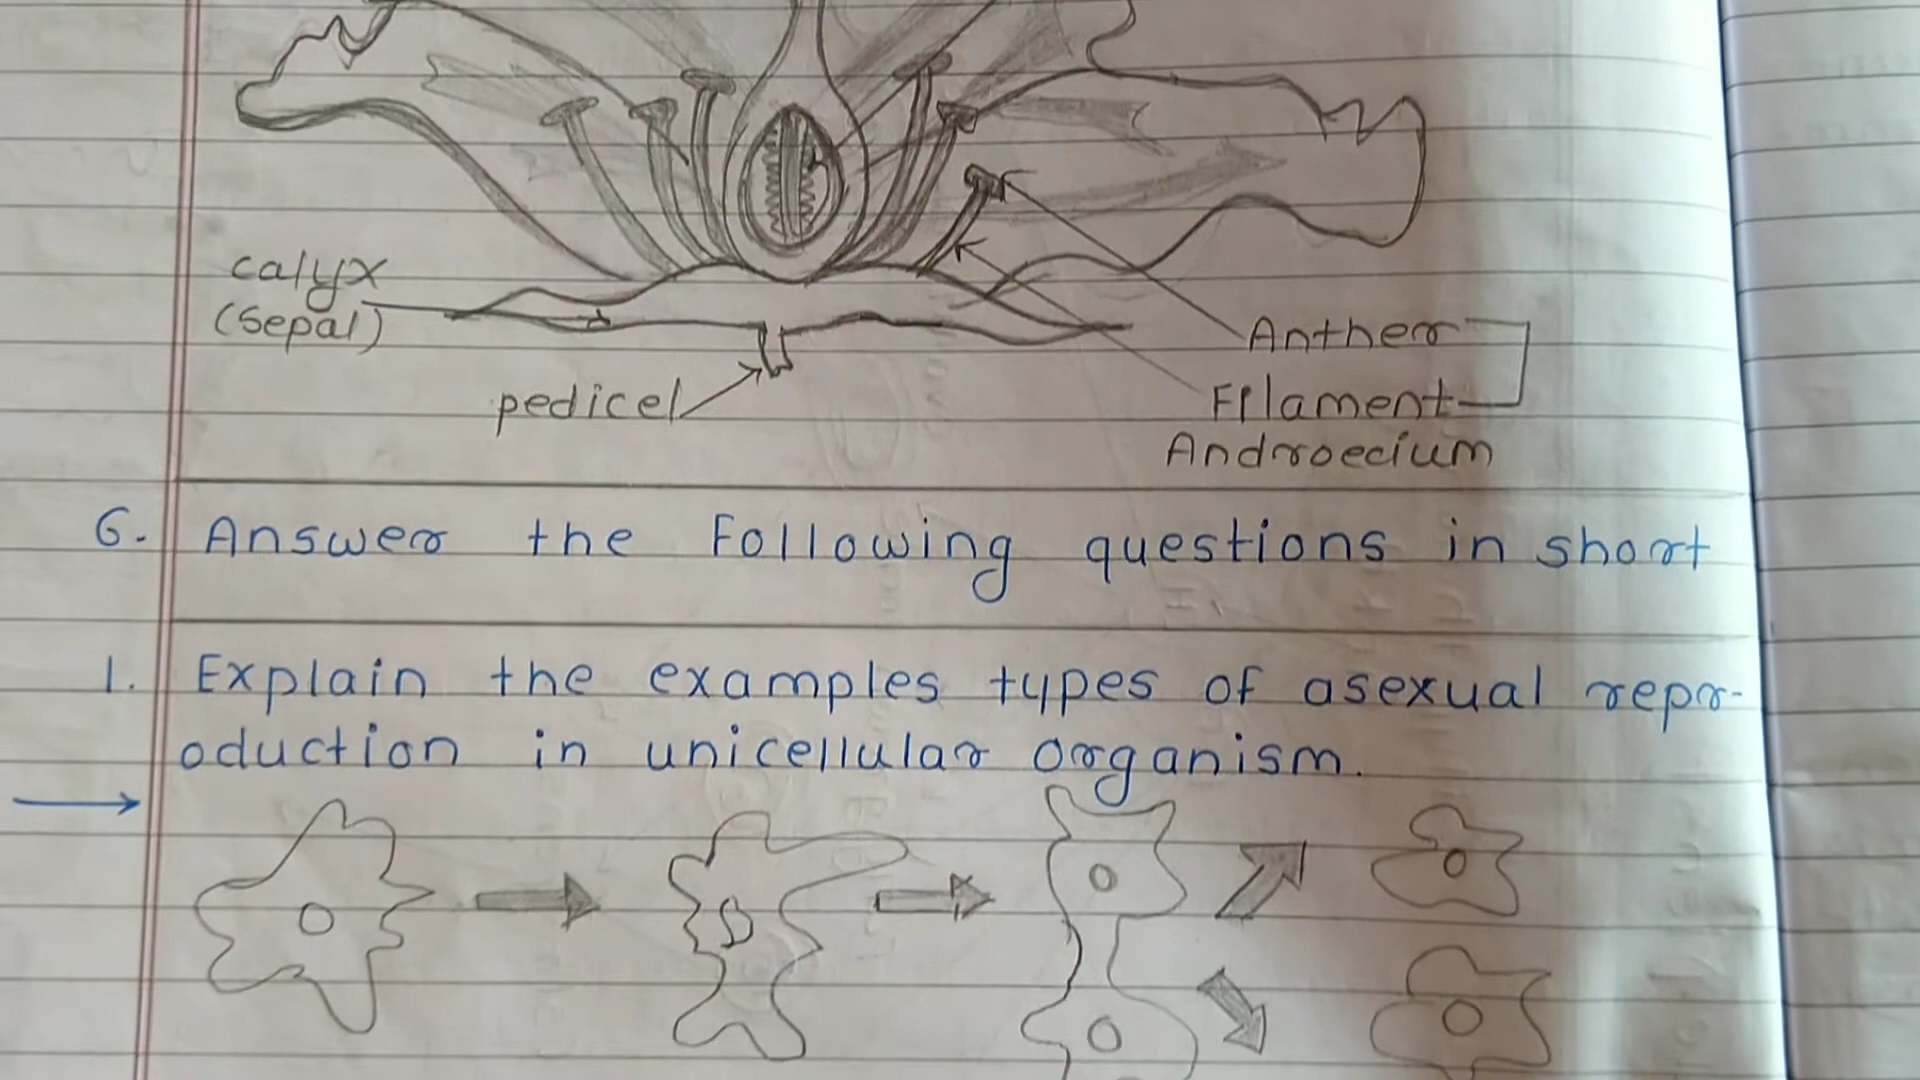 calyx
(sepal)
pedicel
Anther
Filament
Androecium
6. Answer the Following questions in short
1. Explain the examples types of asexual repr-
oduction in unicellular organism.